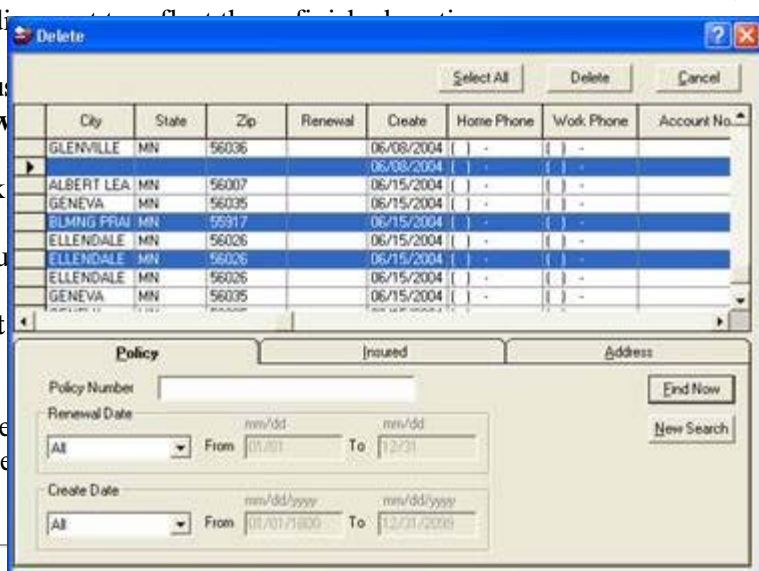 Delete
Select All Delete Cancel
City State Zip Renewal Create Home Phone Work Phone Account No.
GLENVILLE MN 56036 06/08/2004 ( ) - ( ) -
06/08/2004 ( ) - ( ) -
ALBERT LEA MN 56007 06/15/2004 ( ) - ( ) -
GENEVA MN 56035 06/15/2004 ( ) - ( ) -
BLMNG PRAI MN 55917 06/15/2004 ( ) - ( ) -
ELLENDALE MN 56026 06/15/2004 ( ) - ( ) -
ELLENDALE MN 56026 06/15/2004 ( ) - ( ) -
ELLENDALE MN 56026 06/15/2004 ( ) - ( ) -
GENEVA MN 56035 06/15/2004 ( ) - ( ) -
Policy Insured Address
Policy Number Find Now
Renewal Date mm/dd mm/dd New Search
All From 01/01 To 12/31
Create Date mm/dd/yyyy mm/dd/yyyy
All From 01/01/1800 To 12/31/2099